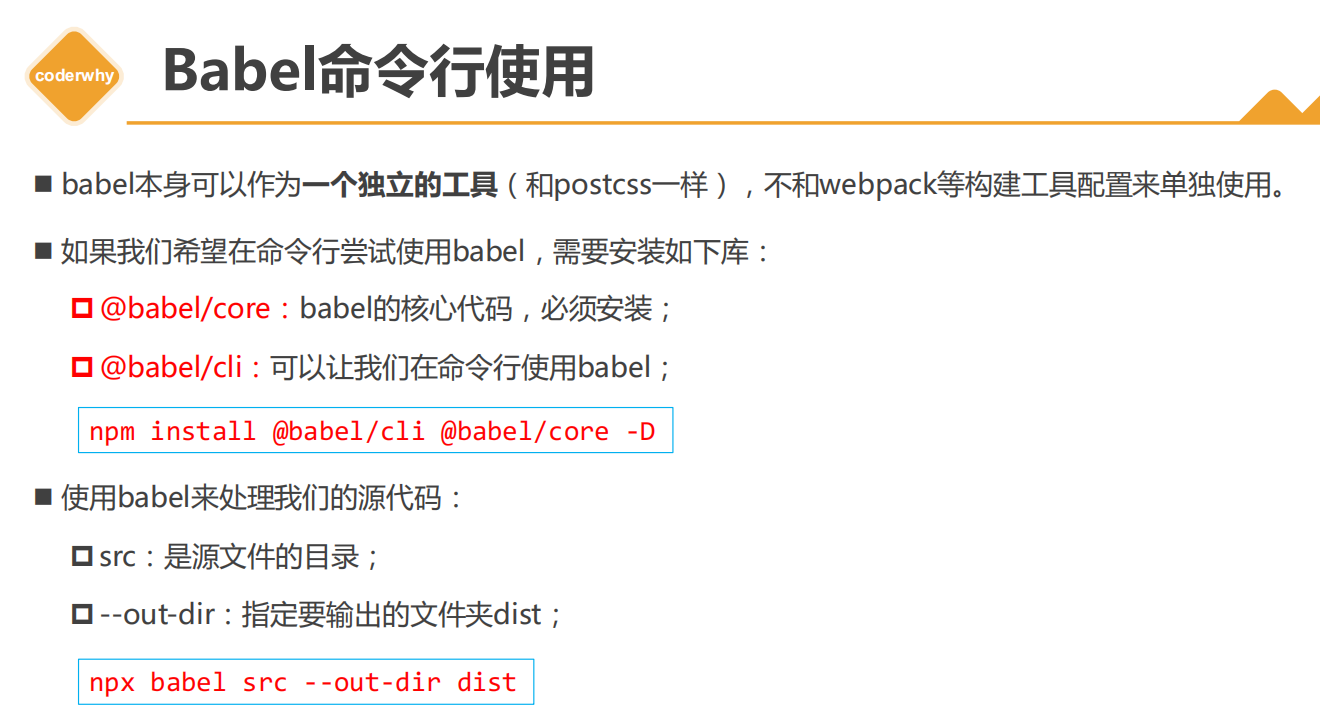 coderwhy
Babel命令行使用
babel本身可以作为一个独立的工具（和postcss一样），不和webpack等构建工具配置来单独使用。
如果我们希望在命令行尝试使用babel，需要安装如下库：
@babel/core：babel的核心代码，必须安装；
@babel/cli：可以让我们在命令行使用babel；
npm install @babel/cli @babel/core -D
使用babel来处理我们的源代码：
src：是源文件的目录；
--out-dir：指定要输出的文件夹dist；
npx babel src --out-dir dist